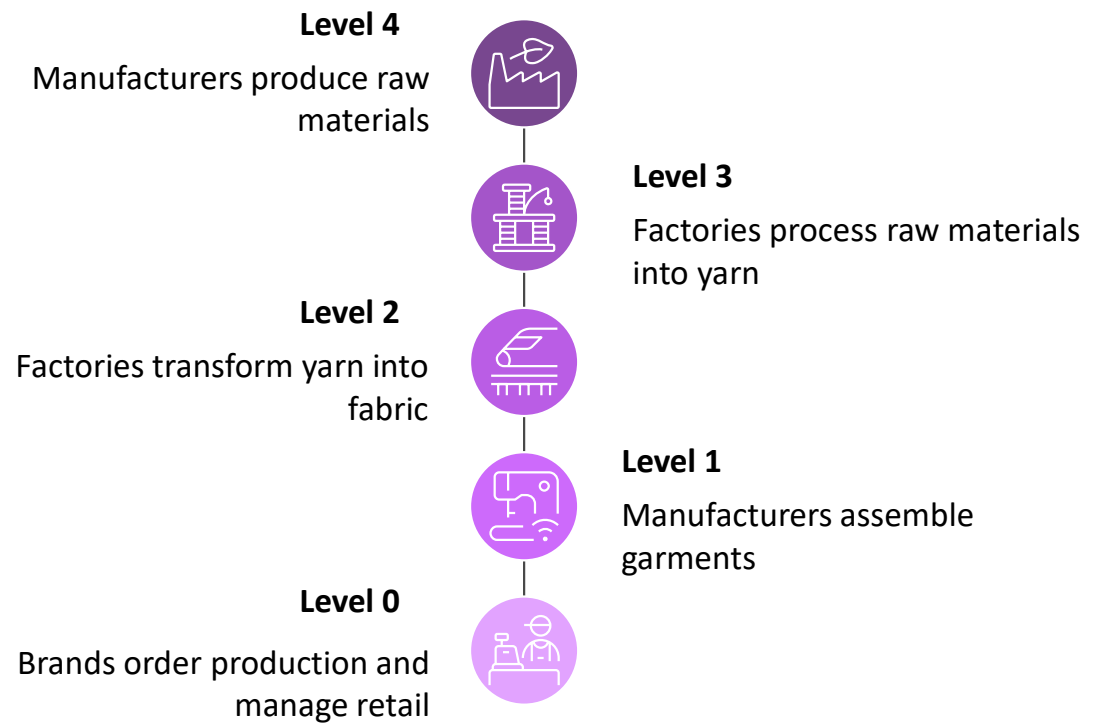 Level 4
Manufacturers produce raw
materials
Level 3
Factories process raw materials
into yarn
Level 2
Factories transform yarn into
fabric
Level 1
Manufacturers assemble
garments
Level 0
Brands order production and
manage retail